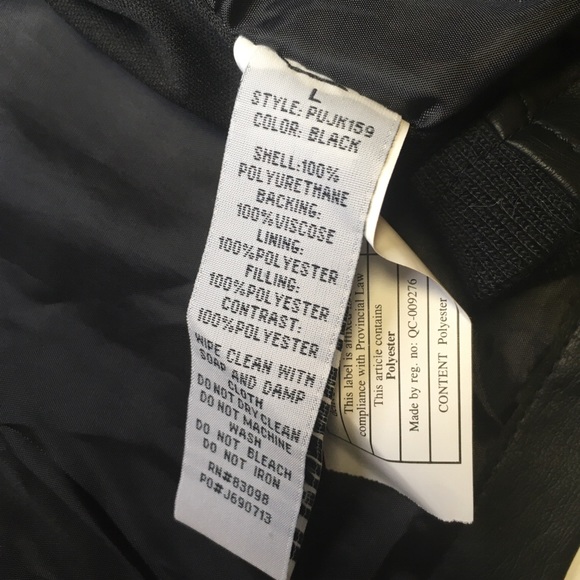 L
STYLE: PUJK159
COLOR: BLACK
SHELL:100%
POLYURETHANE
BACKING:
100%VISCOSE
LINING:
100%POLYESTER
FILLING:
100%POLYESTER
CONTRAST:
100%POLYESTER
WIPE CLEAN WITH
SOAP AND DAMP
CLOTH
DO NOT DRY CLEAN
DO NOT MACHINE
WASH
DO NOT BLEACH
DO NOT IRON
RN#83098
PO#J690713
This label is affixed in
compliance with Provincial Law
This article contains
Polyester
Made by reg. no: QC-009276
CONTENT Polyester